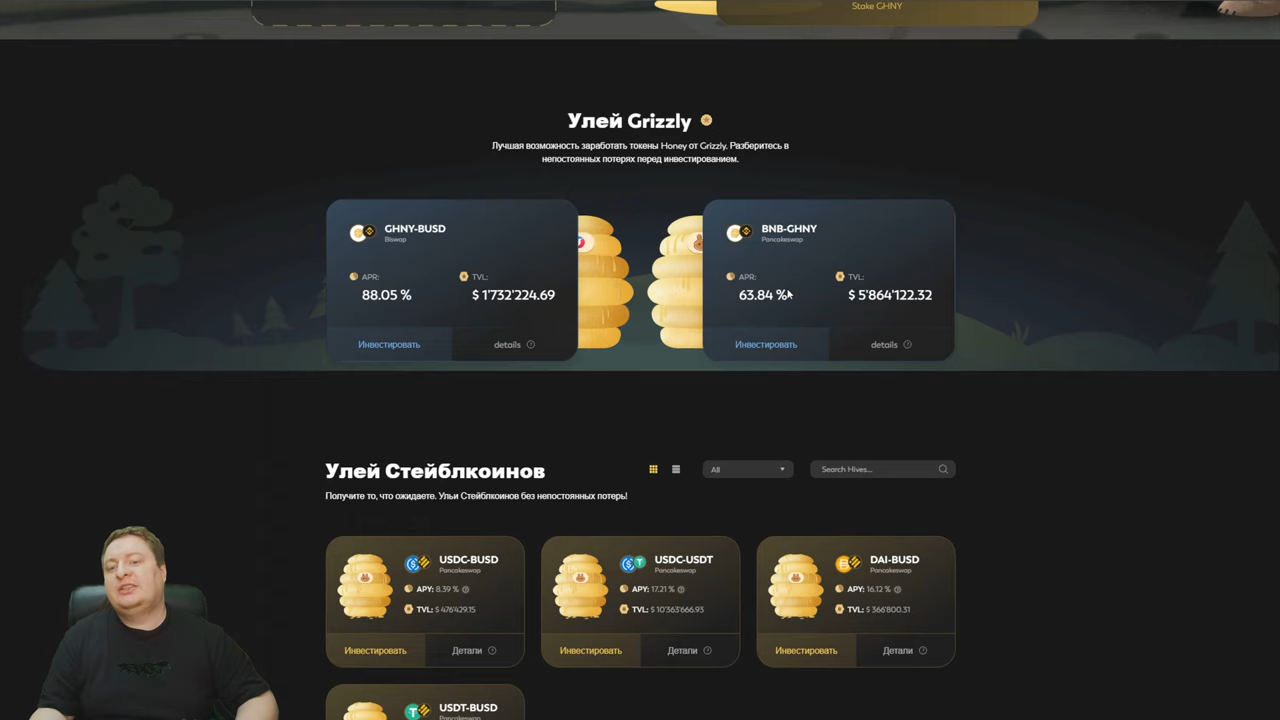 Stake GHNY
Улей Grizzly
Лучшая возможность заработать токены Honey от Grizzly. Разберитесь в
непостоянных потерях перед инвестированием.
GHNY-BUSD
Biswap
APR:
TVL:
88.05 %
$ 1'732'224.69
Инвестировать
details
BNB-GHNY
Pancakeswap
APR:
TVL:
63.84 %
$ 5'864'122.32
Инвестировать
details
Улей Стейблкоинов
All
Search Hives...
Получите то, что ожидаете. Ульи Стейблкоинов без непостоянных потерь!
USDC-BUSD
Pancakeswap
APY: 8.39 %
TVL: $ 476'429.15
Инвестировать
Детали
USDC-USDT
Pancakeswap
APY: 17.21 %
TVL: $ 10'363'666.93
Инвестировать
Детали
DAI-BUSD
Pancakeswap
APY: 16.12 %
TVL: $ 366'800.31
Инвестировать
Детали
USDT-BUSD
Pancakeswap